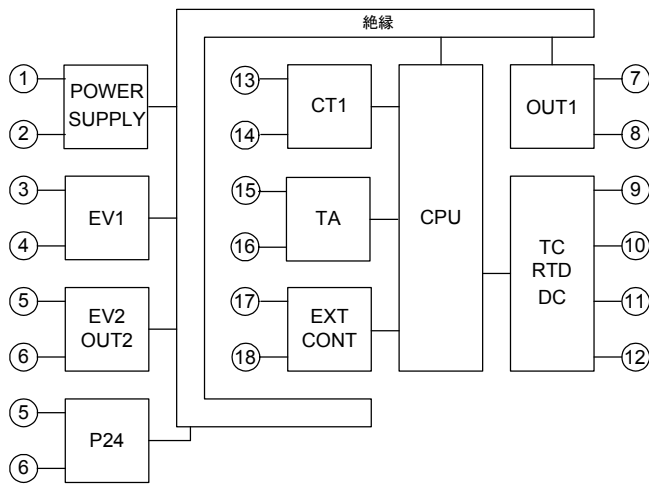 絶縁
①
POWER
SUPPLY
②
③
EV1
④
⑤
EV2
OUT2
⑥
⑤
P24
⑥
⑬
CT1
⑭
⑮
TA
⑯
⑰
EXT
CONT
⑱
CPU
OUT1
⑦
⑧
TC
RTD
DC
⑨
⑩
⑪
⑫